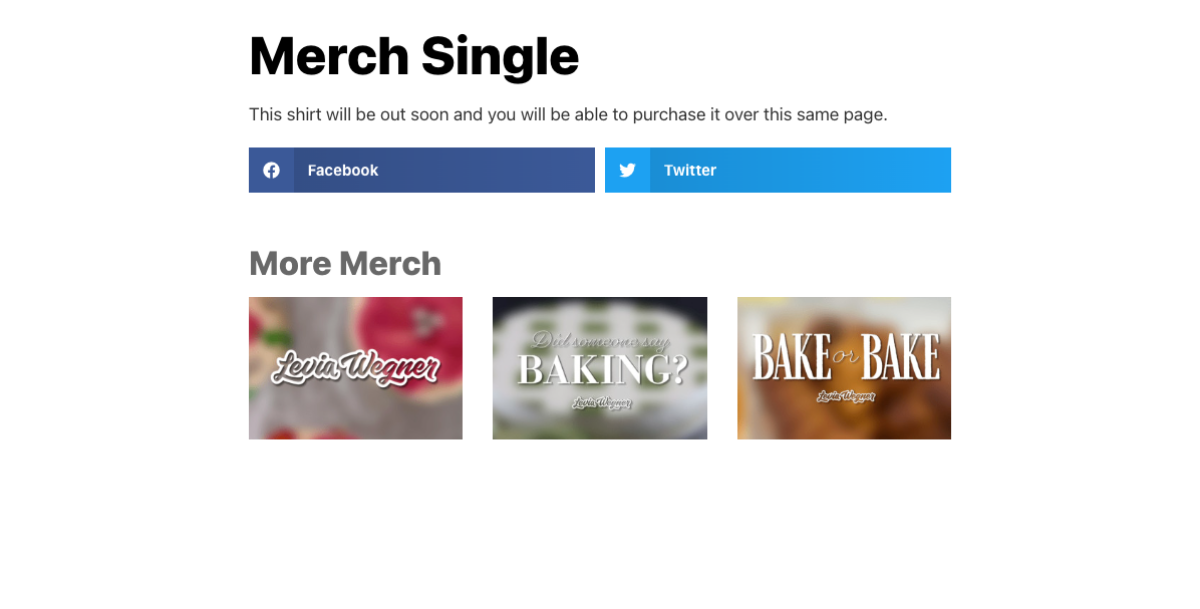 Merch Single
This shirt will be out soon and you will be able to purchase it over this same page.
Facebook
Twitter
More Merch
Levia Wegner
Did someone say
BAKING?
Levia Wegner
BAKE or BAKE
Levia Wegner